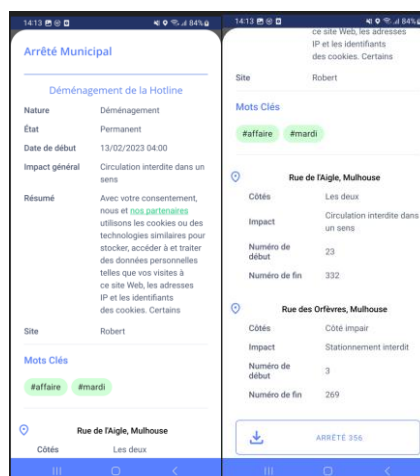 14:13 84%
Arrêté Municipal
Déménagement de la Hotline
Nature Déménagement
État Permanent
Date de début 13/02/2023 04:00
Impact général Circulation interdite dans un
sens
Résumé Avec votre consentement,
nous et nos partenaires
utilisons les cookies ou des
technologies similaires pour
stocker, accéder à et traiter
des données personnelles
telles que vos visites à
ce site Web, les adresses
IP et les identifiants
des cookies. Certains
Site Robert
Mots Clés
#affaire #mardi
Rue de l'Aigle, Mulhouse
Côtés Les deux
14:13 84%
ce site Web, les adresses
IP et les identifiants
des cookies. Certains
Site Robert
Mots Clés
#affaire #mardi
Rue de l'Aigle, Mulhouse
Côtés Les deux
Impact Circulation interdite dans
un sens
Numéro de
début 23
Numéro de fin 332
Rue des Orfèvres, Mulhouse
Côtés Côté impair
Impact Stationnement interdit
Numéro de
début 3
Numéro de fin 269
ARRÊTÉ 356